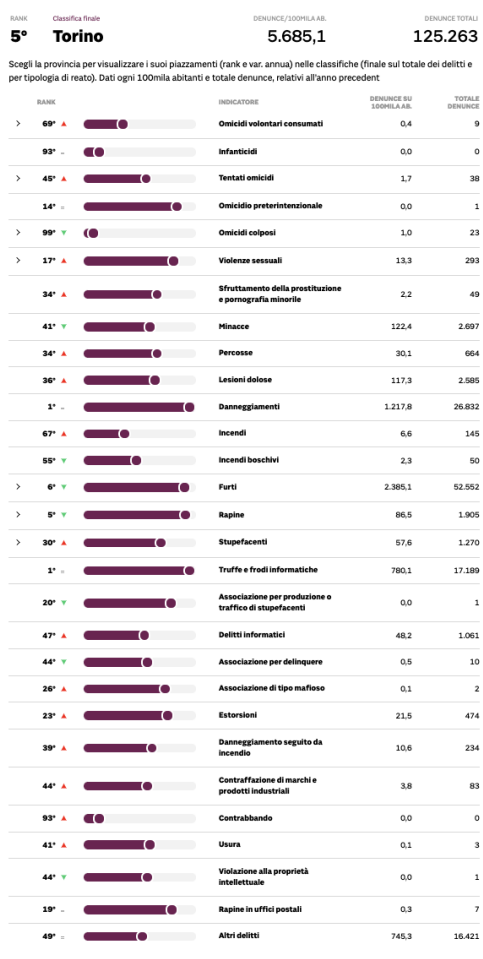 RANK Classifica finale DENUNCE/100MILA AB. DENUNCE TOTALI
5° Torino 5.685,1 125.263
Scegli la provincia per visualizzare i suoi piazzamenti (rank e var. annua) nelle classifiche (finale sul totale dei delitti e
per tipologia di reato). Dati ogni 100mila abitanti e totale denunce, relativi all'anno precedent
RANK INDICATORE DENUNCE SU 100MILA AB. TOTALE DENUNCE
69° Omicidi volontari consumati 0,4 9
93° Infanticidi 0,0 0
45° Tentati omicidi 1,7 38
14° Omicidio preterintenzionale 0,0 1
99° Omicidi colposi 1,0 23
17° Violenze sessuali 13,3 293
34° Sfruttamento della prostituzione e pornografia minorile 2,2 49
41° Minacce 122,4 2.697
34° Percosse 30,1 664
36° Lesioni dolose 117,3 2.585
1° Danneggiamenti 1.217,8 26.832
67° Incendi 6,6 145
55° Incendi boschivi 2,3 50
6° Furti 2.385,1 52.552
5° Rapine 86,5 1.905
30° Stupefacenti 57,6 1.270
1° Truffe e frodi informatiche 780,1 17.189
20° Associazione per produzione o traffico di stupefacenti 0,0 1
47° Delitti informatici 48,2 1.061
44° Associazione per delinquere 0,5 10
26° Associazione di tipo mafioso 0,1 2
23° Estorsioni 21,5 474
39° Danneggiamento seguito da incendio 10,6 234
44° Contraffazione di marchi e prodotti industriali 3,8 83
93° Contrabbando 0,0 0
41° Usura 0,1 3
44° Violazione alla proprietà intellettuale 0,0 1
19° Rapine in uffici postali 0,3 7
49° Altri delitti 745,3 16.421